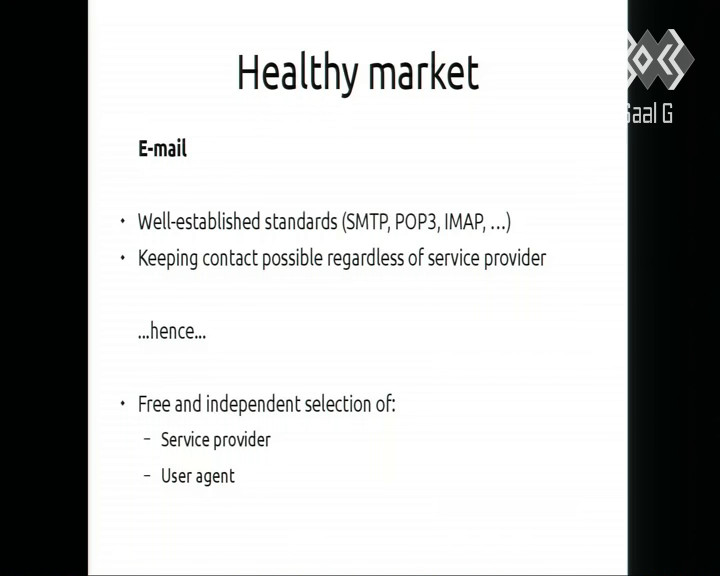 Healthy market
E-mail
• Well-established standards (SMTP, POP3, IMAP, ...)
• Keeping contact possible regardless of service provider
...hence...
• Free and independent selection of:
– Service provider
– User agent
Saal G